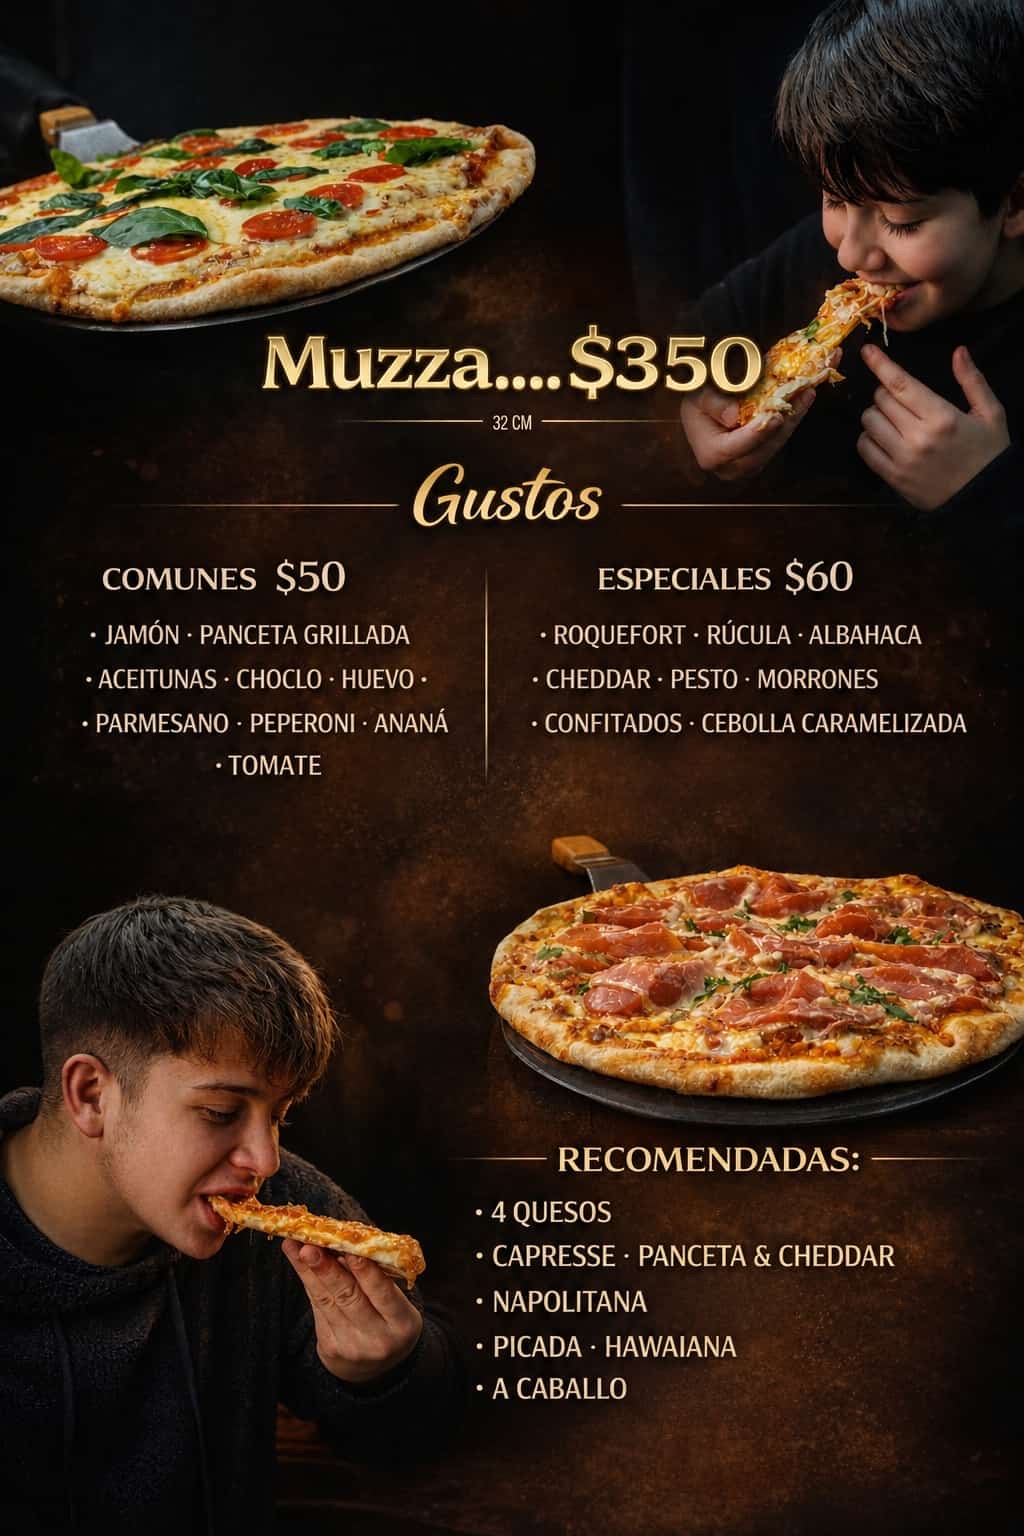 Muzza....$350
32 CM
Gustos
COMUNES $50
· JAMÓN · PANCETA GRILLADA
· ACEITUNAS · CHOCLO · HUEVO ·
· PARMESANO · PEPERONI · ANANÁ
· TOMATE
ESPECIALES $60
· ROQUEFORT · RÚCULA · ALBAHACA
· CHEDDAR · PESTO · MORRONES
· CONFITADOS · CEBOLLA CARAMELIZADA
RECOMENDADAS:
· 4 QUESOS
· CAPRESSE · PANCETA & CHEDDAR
· NAPOLITANA
· PICADA · HAWAIANA
· A CABALLO